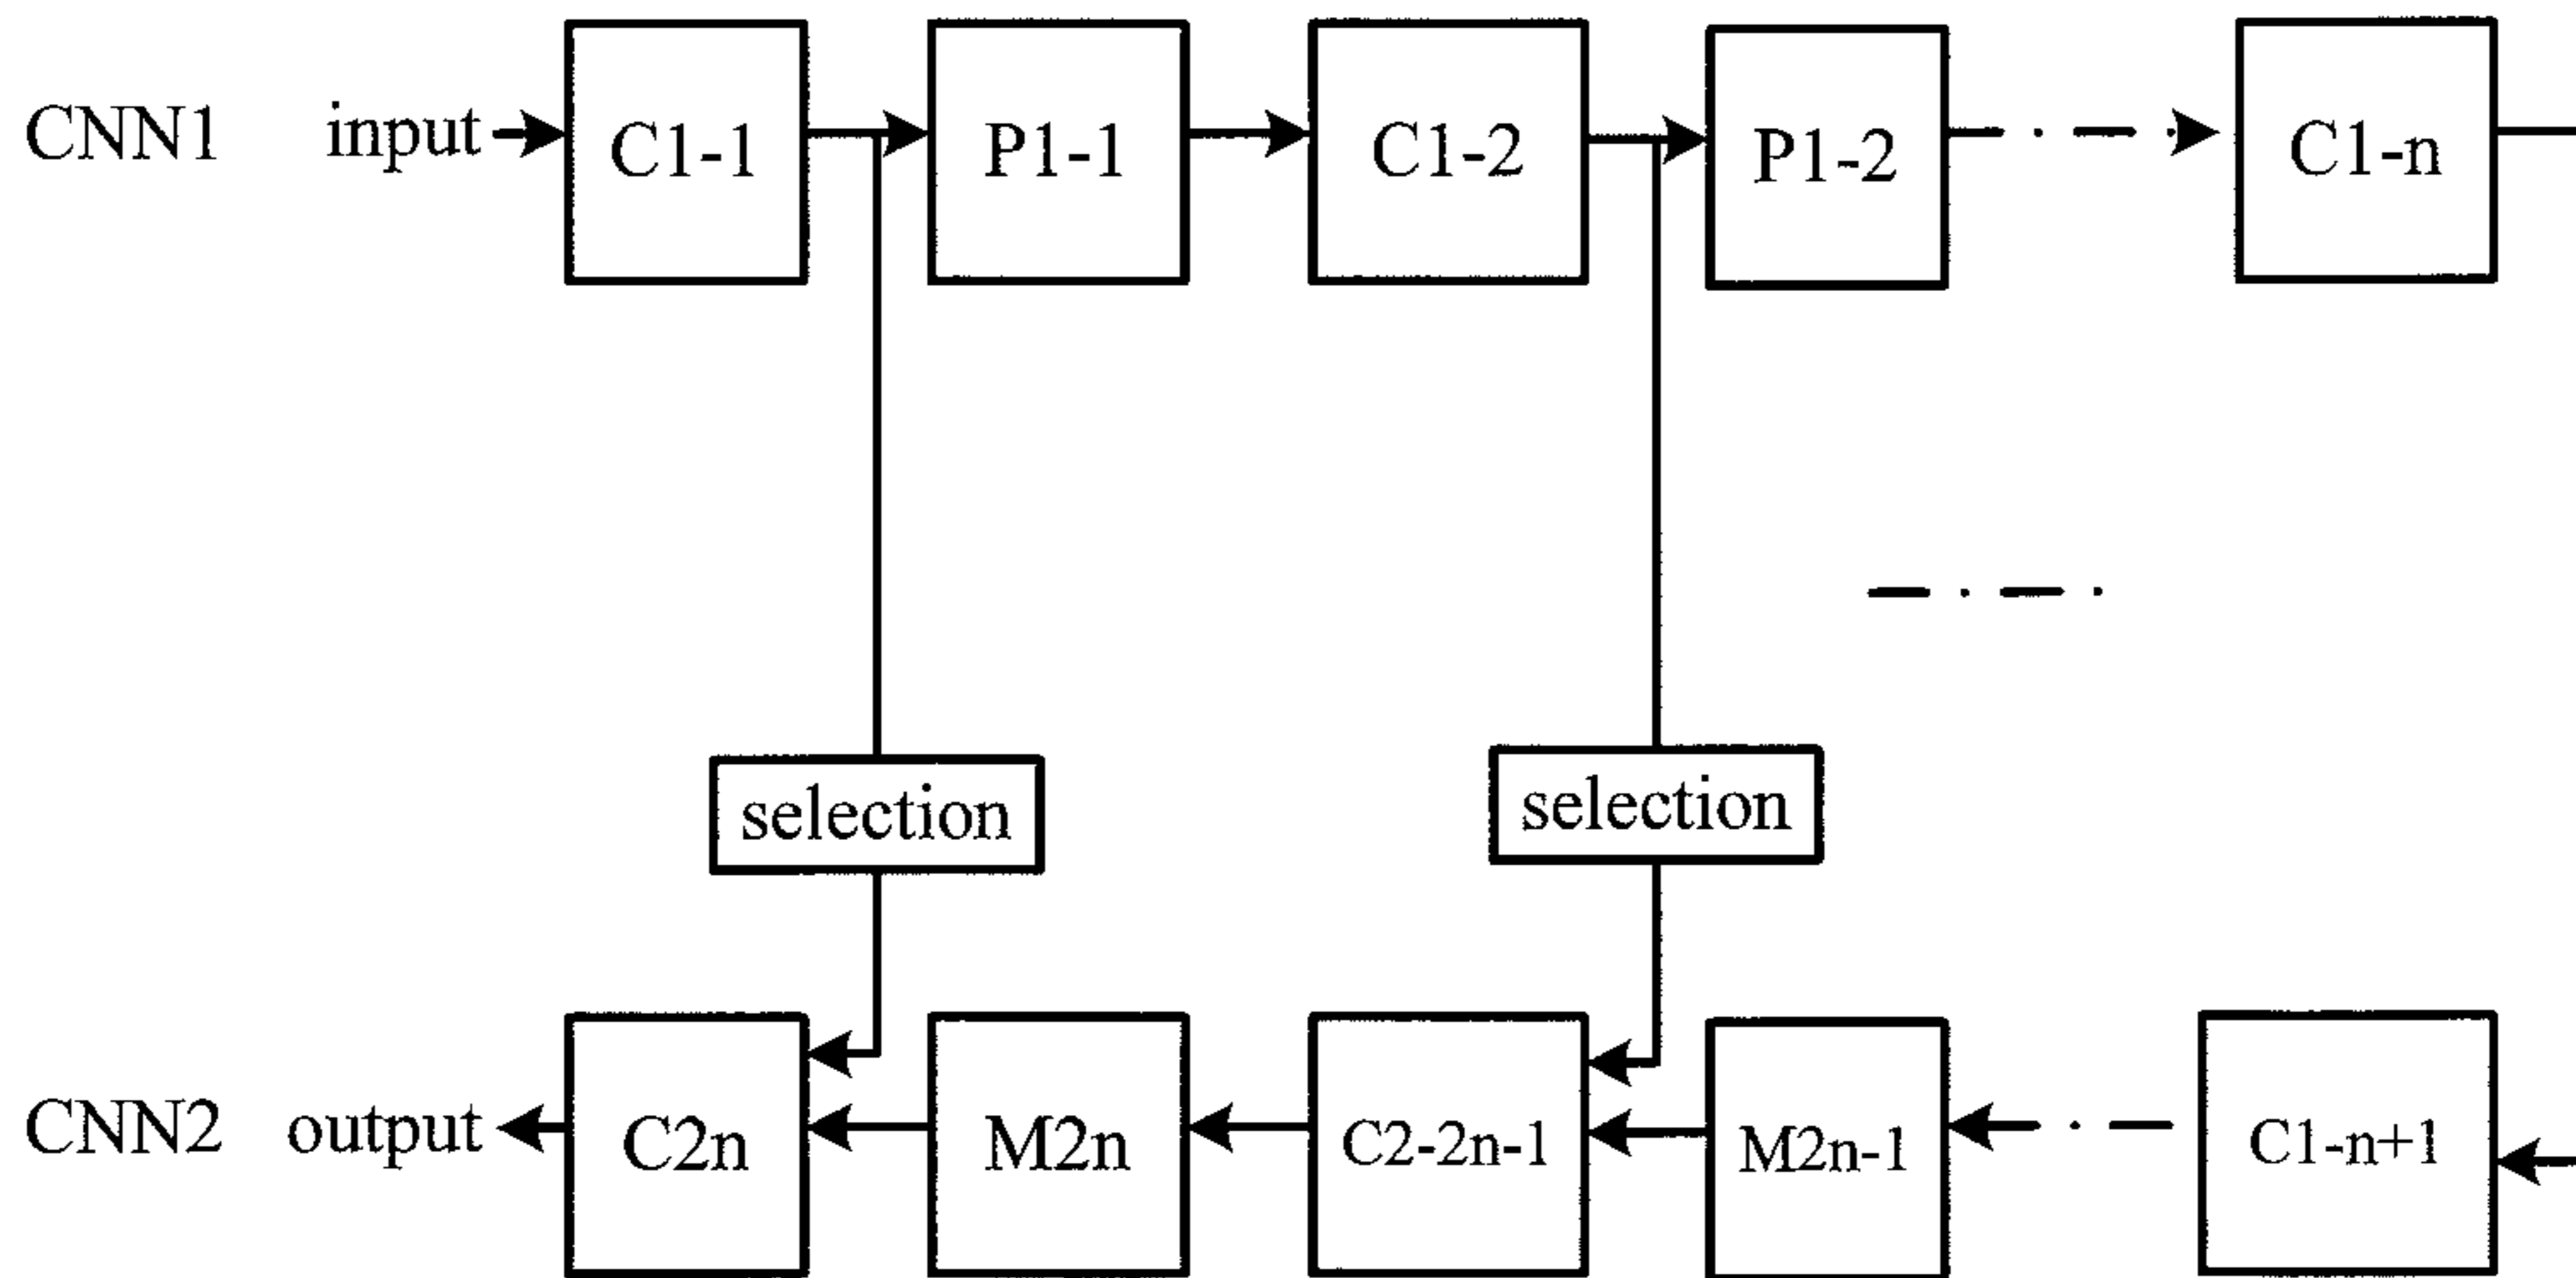 CNN1 input C1-1 P1-1 C1-2 P1-2 C1-n
selection selection
CNN2 output C2n M2n C2-2n-1 M2n-1 C1-n+1